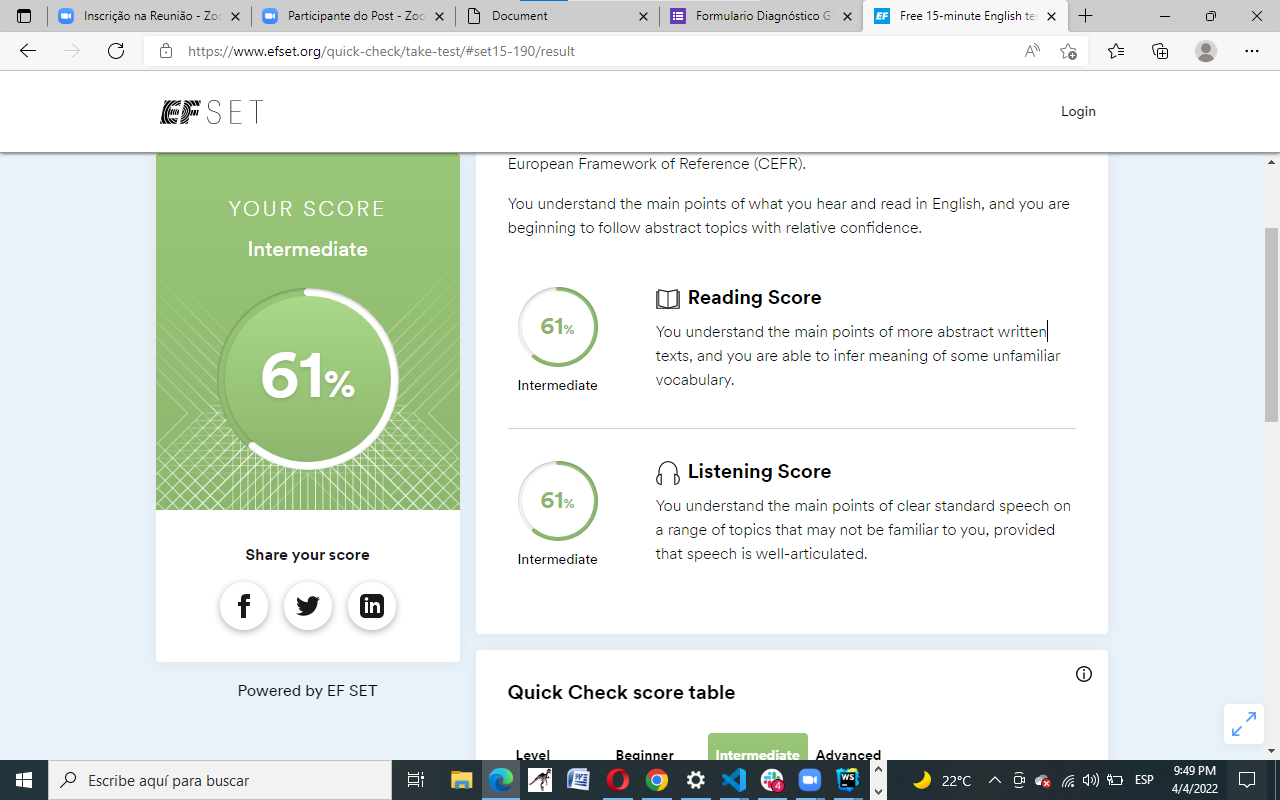 Inscrição na Reunião - Zoo
Participante do Post - Zoo
Document
Formulario Diagnóstico G
Free 15-minute English te
https://www.efset.org/quick-check/take-test/#set15-190/result
EF SET
Login
European Framework of Reference (CEFR).
You understand the main points of what you hear and read in English, and you are
beginning to follow abstract topics with relative confidence.
YOUR SCORE
Intermediate
61%
Share your score
Powered by EF SET
61%
Intermediate
Reading Score
You understand the main points of more abstract written
texts, and you are able to infer meaning of some unfamiliar
vocabulary.
61%
Intermediate
Listening Score
You understand the main points of clear standard speech on
a range of topics that may not be familiar to you, provided
that speech is well-articulated.
Quick Check score table
Level Beginner Intermediate Advanced
Escribe aquí para buscar
22°C
ESP
9:49 PM
4/4/2022